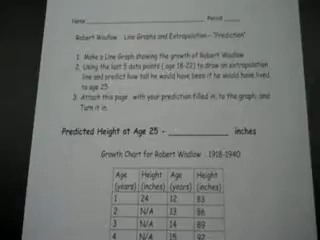 Name Period
Robert Wadlow Line Graphs and Extrapolation - "Prediction"
1. Make a Line Graph showing the growth of Robert Wadlow
2. Using the last 5 data points ( age 18-22) to draw an extrapolation
line and predict how tall he would have been if he would have lived
to age 25
3. Attach this page with your prediction filled in, to the graph, and
Turn it in.
Predicted Height at Age 25 - inches
Growth Chart for Robert Wadlow 1918-1940
Age (years) Height (inches) Age (years) Height (inches)
1 24 12 83
2 N/A 13 86
3 N/A 14 89
4 N/A 15 92